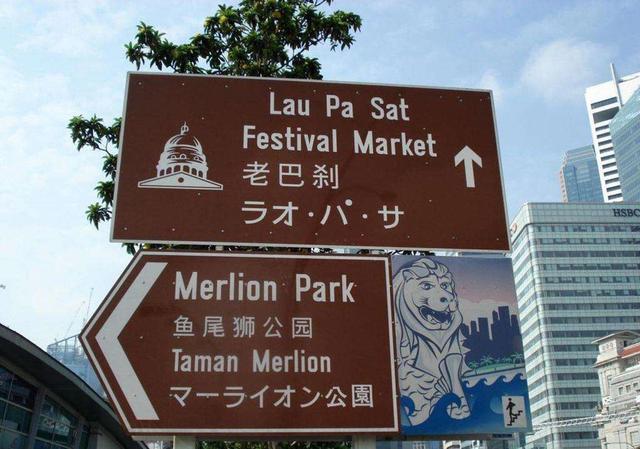 Lau Pa Sat
Festival Market
老巴刹
ラオ・パ・サ
Merlion Park
鱼尾狮公园
Taman Merlion
マーライオン公園
HSBC